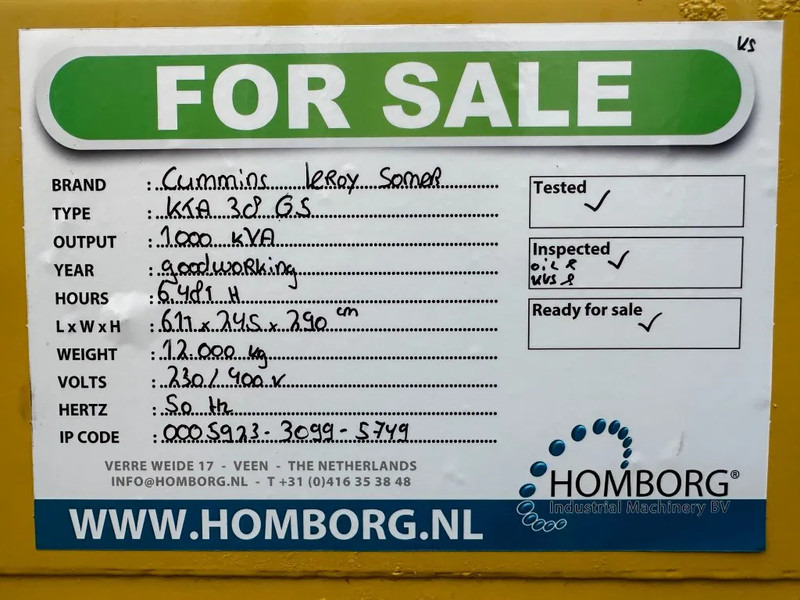 KS
FOR SALE
BRAND : Cummins Leroy Somer
TYPE : KTA 38 GS
OUTPUT : 1000 kVA
YEAR : goodworking
HOURS : H
L x W x H : x 245 x 290 cm
WEIGHT : 12.000 kg
VOLTS : 230/400 V
HERTZ : 50 Hz
IP CODE : 0005923-3099-5749
Tested ✓
Inspected ✓
oil
Ready for sale ✓
VERRE WEIDE 17 - VEEN - THE NETHERLANDS
INFO@HOMBORG.NL - T +31 (0)416 35 38 48
HOMBORG®
Industrial Machinery BV
WWW.HOMBORG.NL